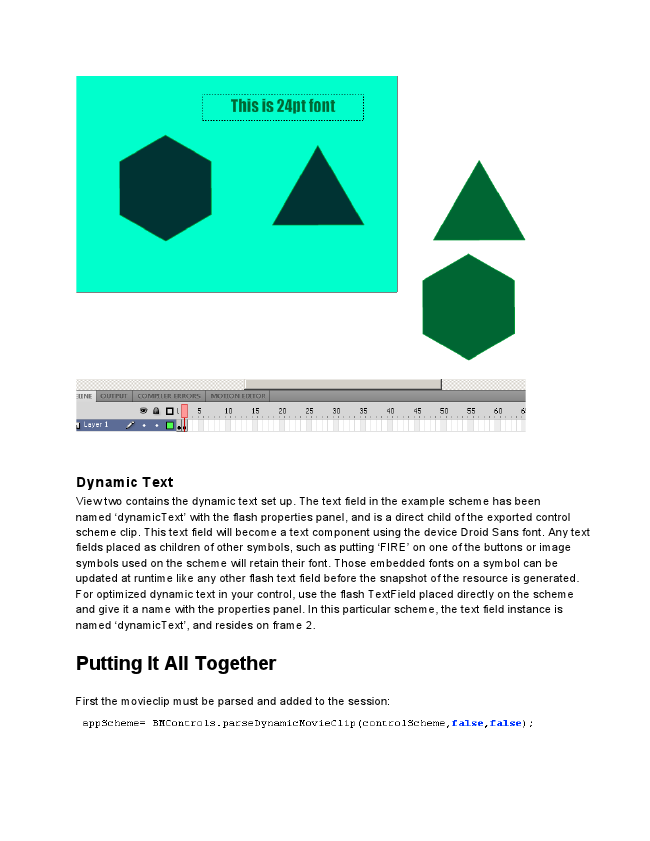 This is 24pt font
OUTPUT COMPILER ERRORS MOTION EDITOR
5 10 15 20 25 30 35 40 45 50 55 60
Layer 1
Dynamic Text
View two contains the dynamic text set up. The text field in the example scheme has been
named ‘dynamicText’ with the flash properties panel, and is a direct child of the exported control
scheme clip. This text field will become a text component using the device Droid Sans font. Any text
fields placed as children of other symbols, such as putting ‘FIRE’ on one of the buttons or image
symbols used on the scheme will retain their font. Those embedded fonts on a symbol can be
updated at runtime like any other flash text field before the snapshot of the resource is generated.
For optimized dynamic text in your control, use the flash TextField placed directly on the scheme
and give it a name with the properties panel. In this particular scheme, the text field instance is
named ‘dynamicText’, and resides on frame 2.
Putting It All Together
First the movieclip must be parsed and added to the session:
appScheme= BMControls.parseDynamicMovieClip(controlScheme,false,false);